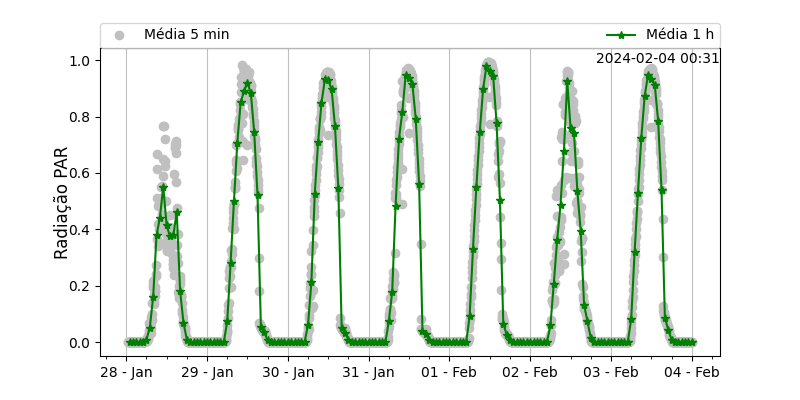 Média 5 min
Média 1 h
2024-02-04 00:31
Radiação PAR
1.0
0.8
0.6
0.4
0.2
0.0
28 - Jan
29 - Jan
30 - Jan
31 - Jan
01 - Feb
02 - Feb
03 - Feb
04 - Feb